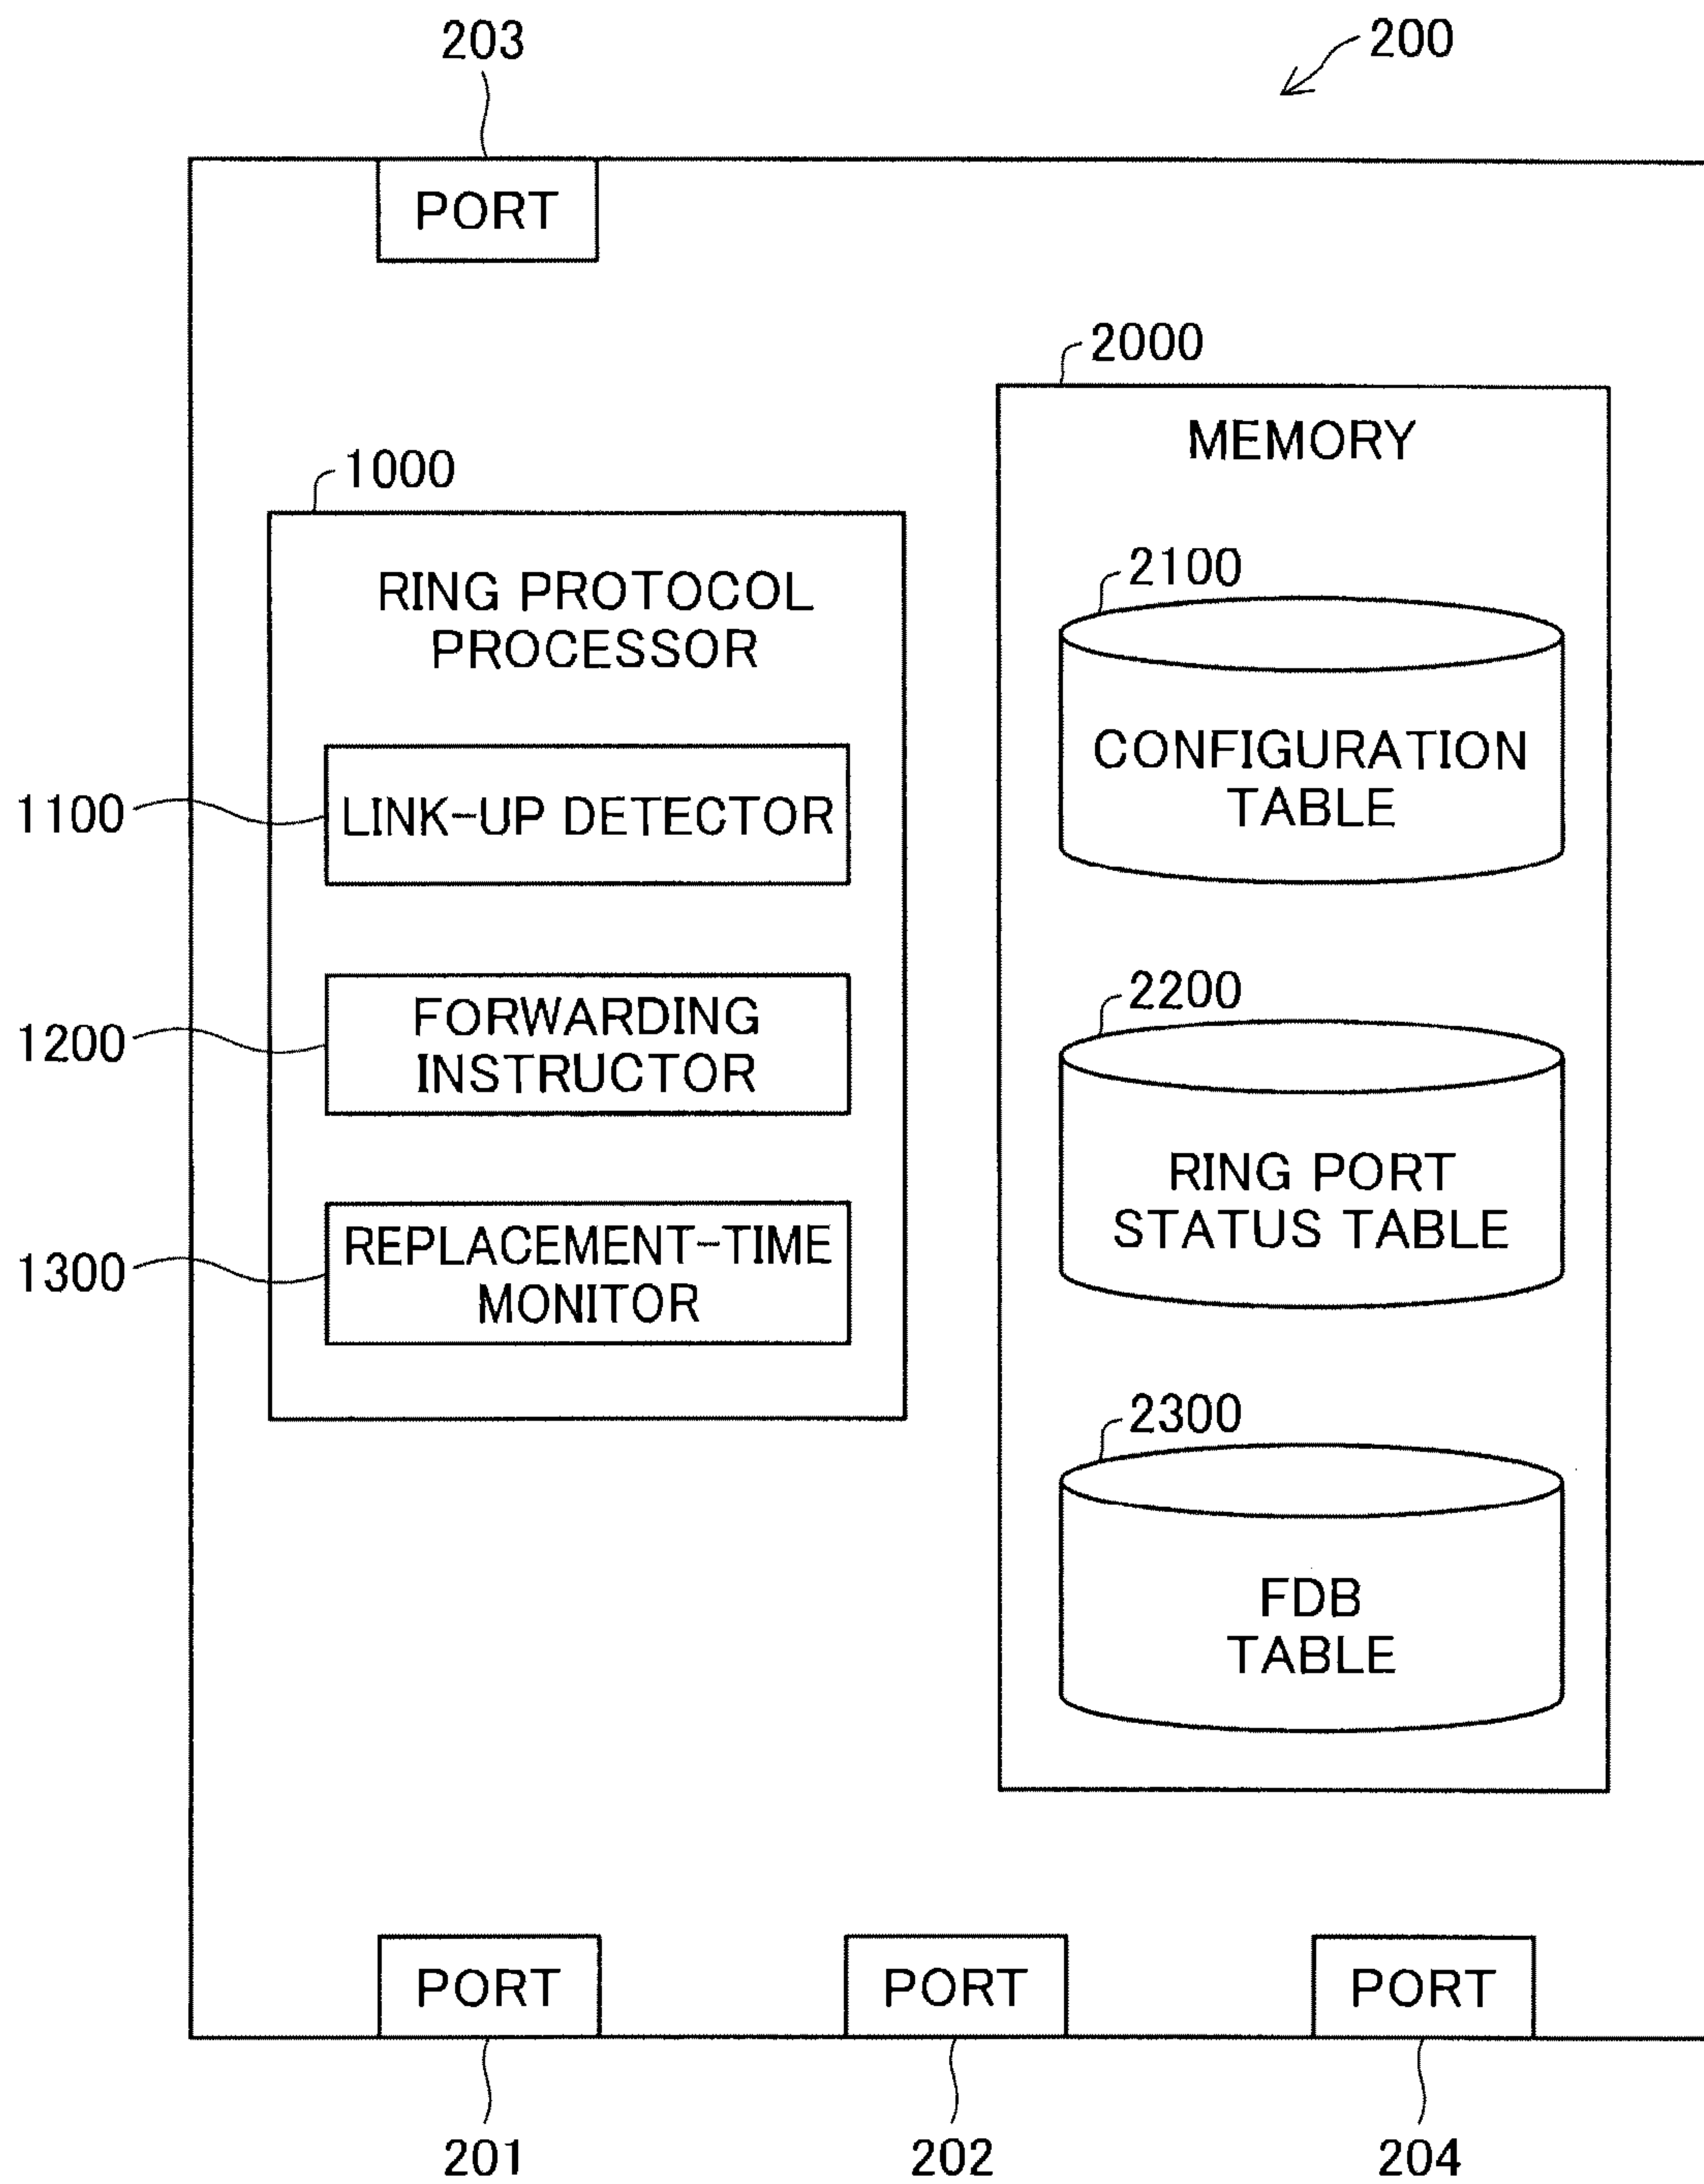 203
200
PORT
2000
MEMORY
1000
RING PROTOCOL
PROCESSOR
2100
CONFIGURATION
TABLE
1100
LINK-UP DETECTOR
2200
1200
FORWARDING
INSTRUCTOR
RING PORT
STATUS TABLE
1300
REPLACEMENT-TIME
MONITOR
2300
FDB
TABLE
PORT
PORT
PORT
201
202
204